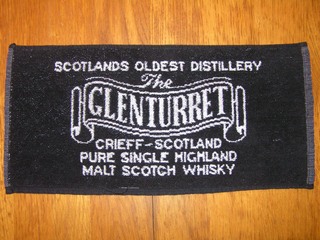 SCOTLANDS OLDEST DISTILLERY
The
GLENTURRET
CRIEFF-SCOTLAND
PURE SINGLE HIGHLAND
MALT SCOTCH WHISKY